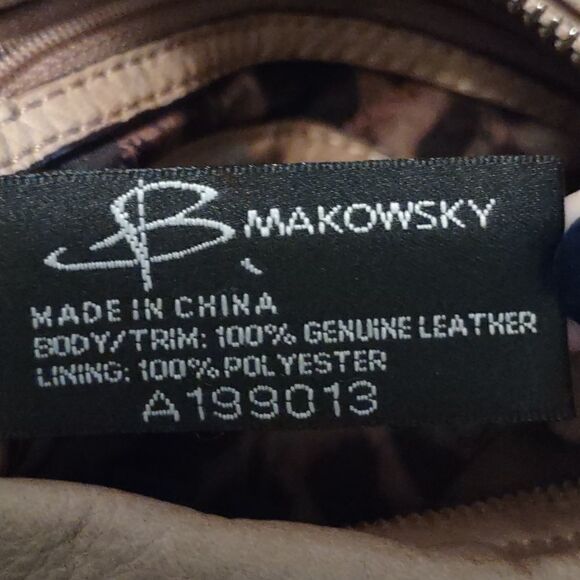 B MAKOWSKY
MADE IN CHINA
BODY/TRIM: 100% GENUINE LEATHER
LINING: 100% POLYESTER
A199013